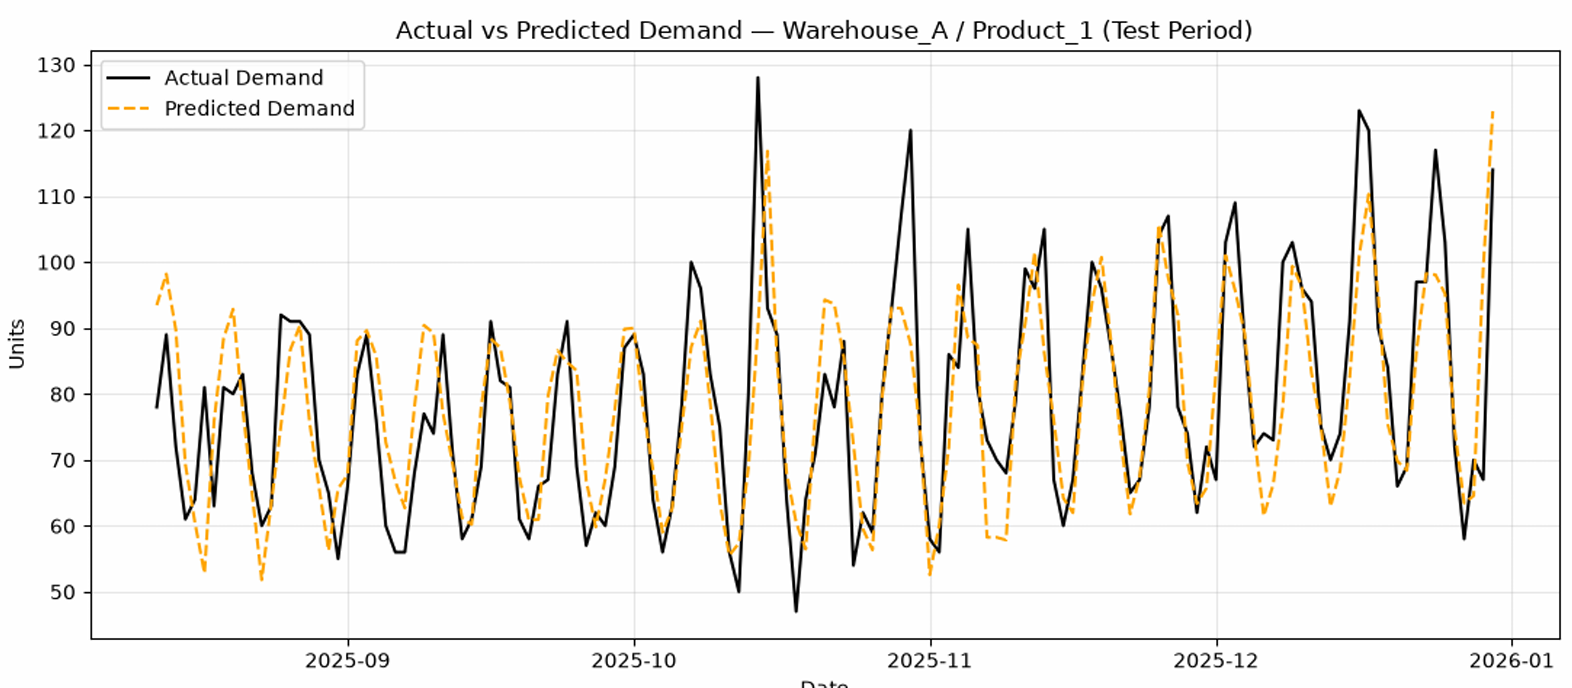 Actual vs Predicted Demand — Warehouse_A / Product_1 (Test Period)
Actual Demand
Predicted Demand
130
120
110
100
90
80
70
60
50
Units
2025-09 2025-10 2025-11 2025-12 2026-01
Date